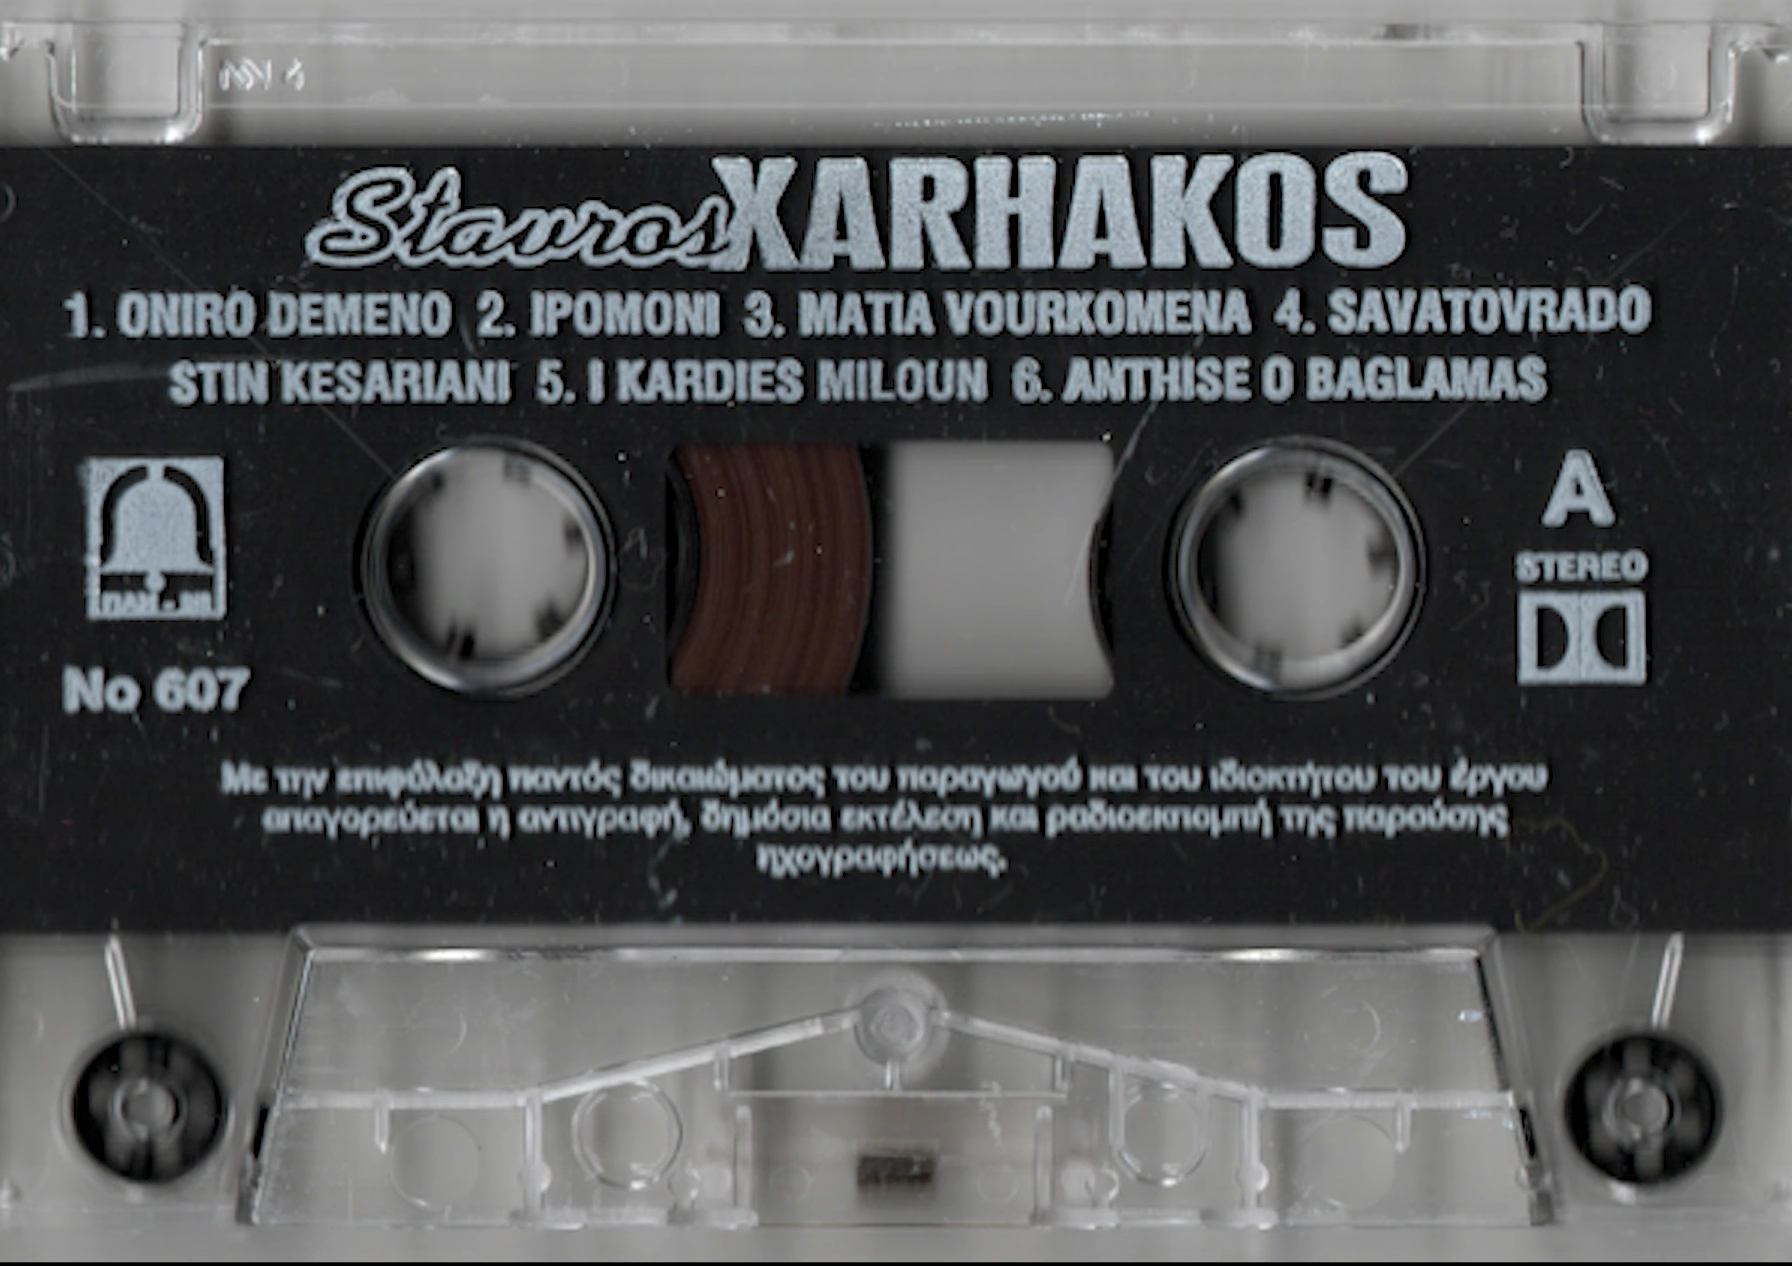 Stavros XARHAKOS
1. ONIRO DEMENO 2. IPOMONI 3. MATIA VOURKOMENA 4. SAVATOVRADO
STIN KESARIANI 5. I KARDIES MILOUN 6. ANTHISE O BAGLAMAS
A
STEREO
No 607
Με την επιφύλαξη παντός δικαιώματος του παραγωγού και του ιδιοκτήτου του έργου
απαγορεύεται η αντιγραφή, δημόσια εκτέλεση και ραδιοεκπομπή της παρούσης
ηχογραφήσεως.